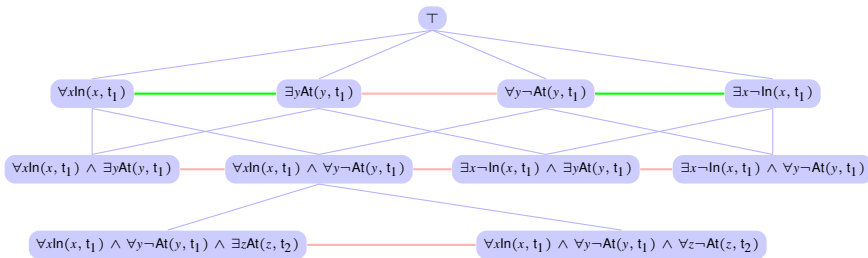 ⊤
∀xIn(x, t₁) ∃yAt(y, t₁) ∀y¬At(y, t₁) ∃x¬In(x, t₁)
∀xIn(x, t₁) ∧ ∃yAt(y, t₁) ∀xIn(x, t₁) ∧ ∀y¬At(y, t₁) ∃x¬In(x, t₁) ∧ ∃yAt(y, t₁) ∃x¬In(x, t₁) ∧ ∀y¬At(y, t₁)
∀xIn(x, t₁) ∧ ∀y¬At(y, t₁) ∧ ∃zAt(z, t₂) ∀xIn(x, t₁) ∧ ∀y¬At(y, t₁) ∧ ∀z¬At(z, t₂)